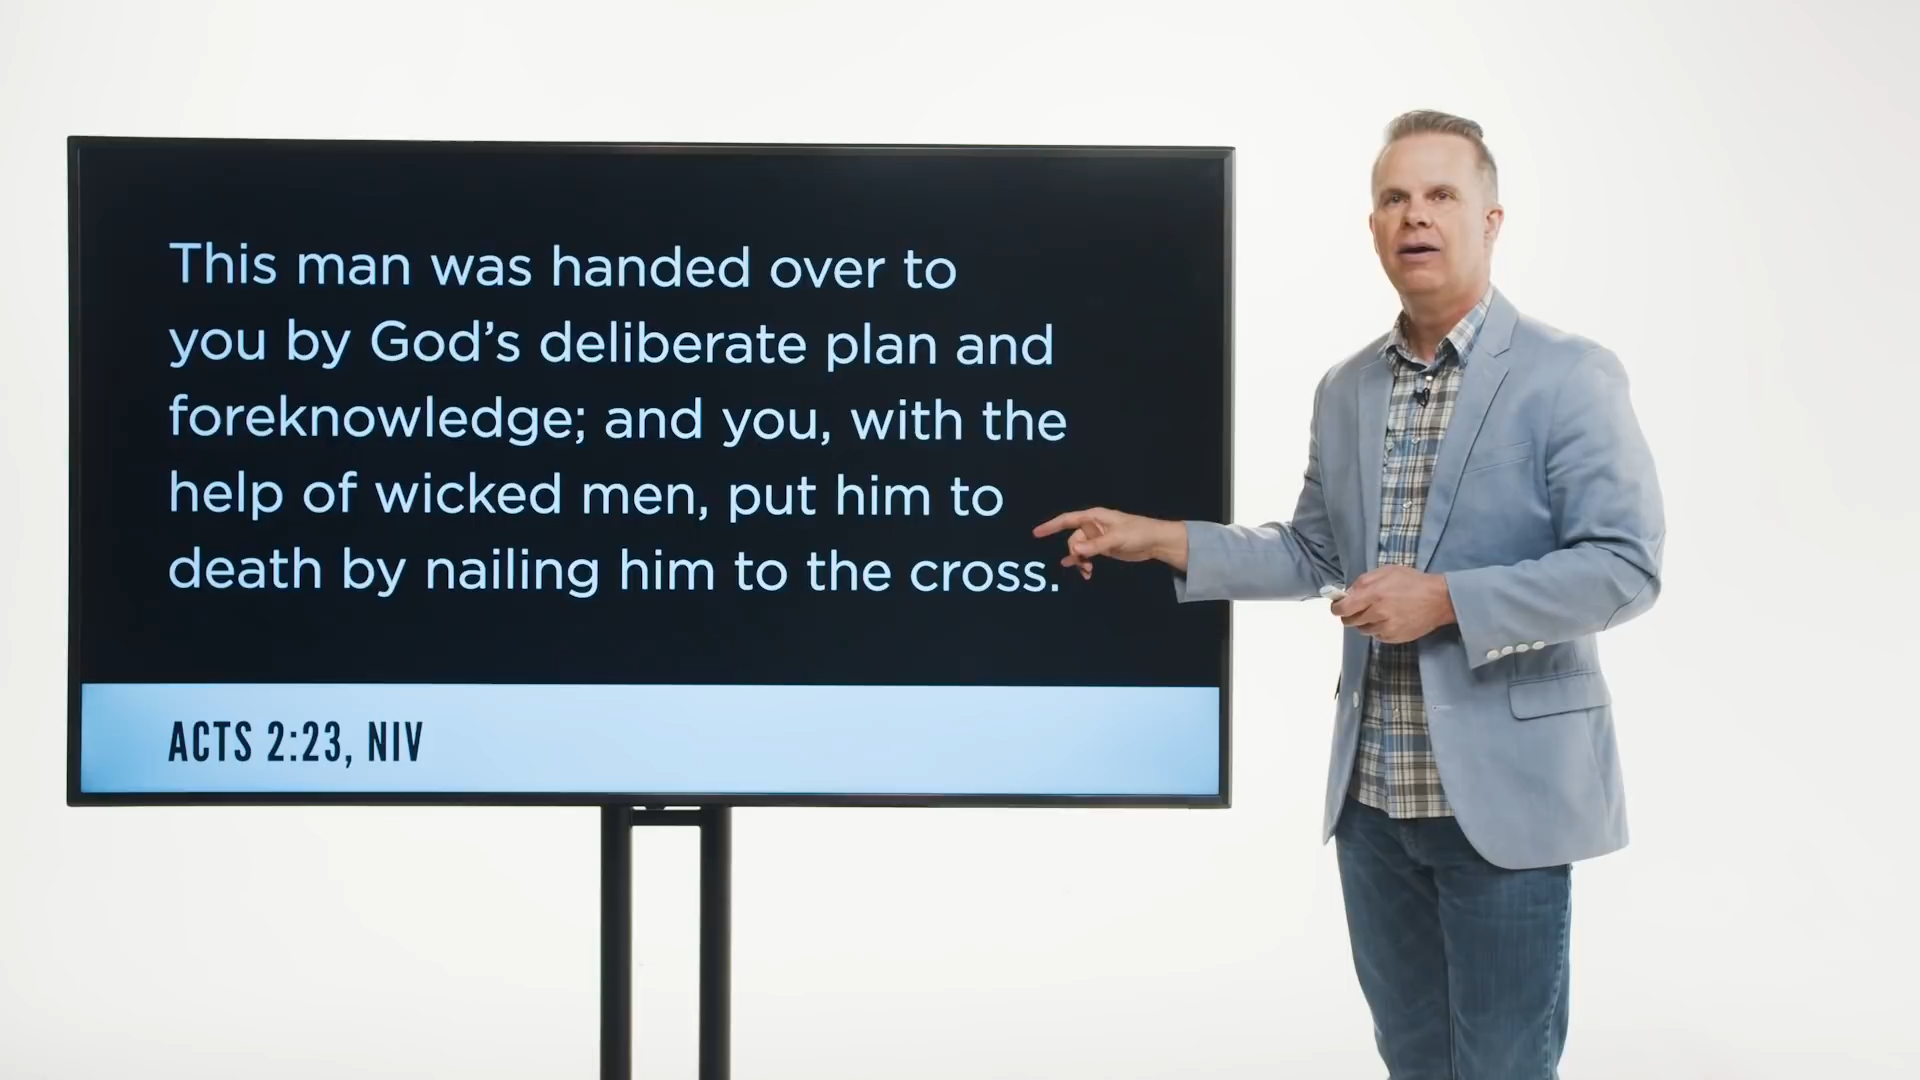 This man was handed over to
you by God’s deliberate plan and
foreknowledge; and you, with the
help of wicked men, put him to
death by nailing him to the cross.
ACTS 2:23, NIV